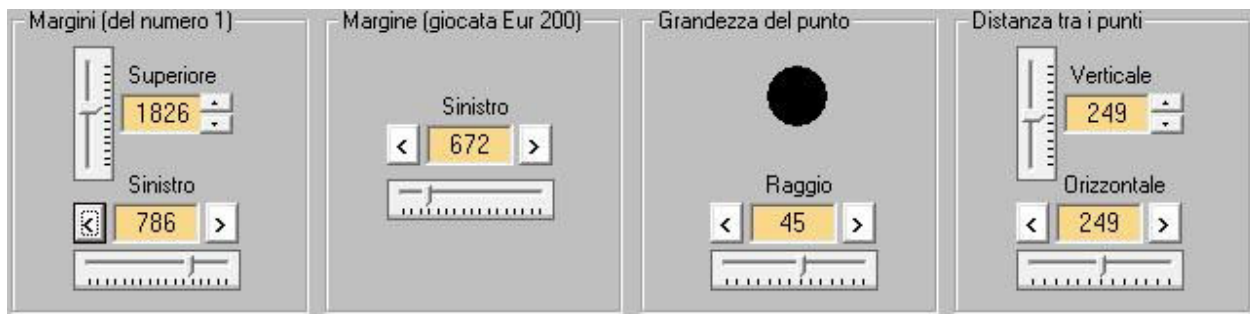 Margini (del numero 1)
Superiore
1826
Sinistro
< 786 >
Margine (giocata Eur 200)
Sinistro
< 672 >
Grandezza del punto
Raggio
< 45 >
Distanza tra i punti
Verticale
249
Orizzontale
< 249 >